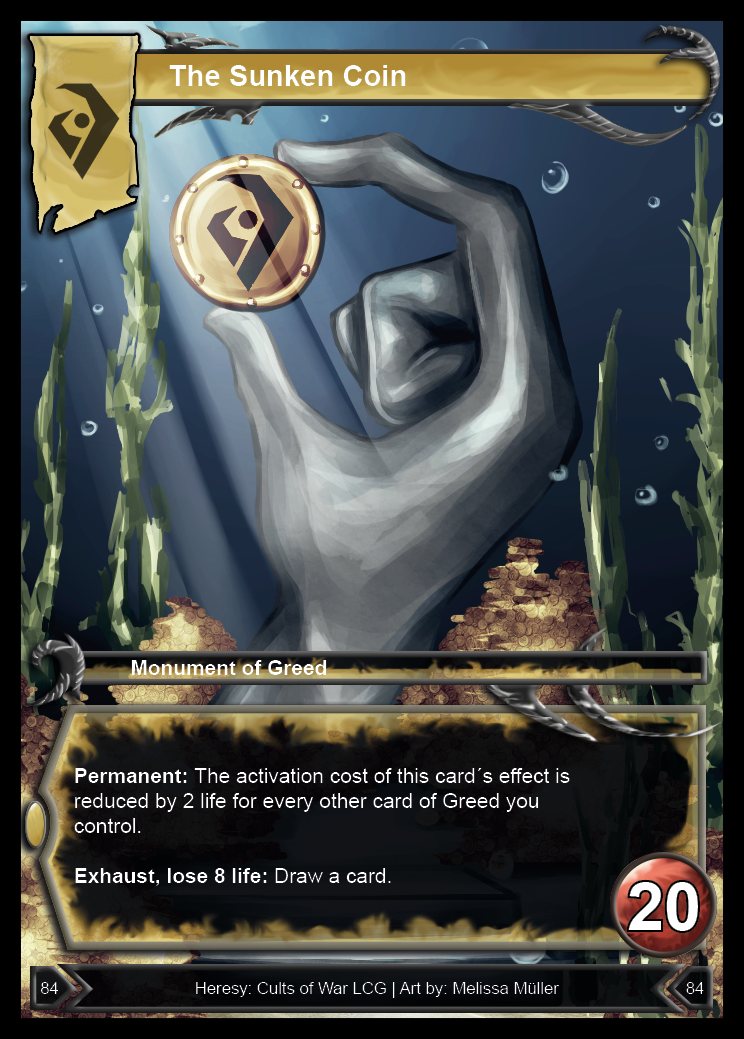 The Sunken Coin
Monument of Greed
Permanent: The activation cost of this card´s effect is
reduced by 2 life for every other card of Greed you
control.
Exhaust, lose 8 life: Draw a card.
20
84 Heresy: Cults of War LCG | Art by: Melissa Müller 84